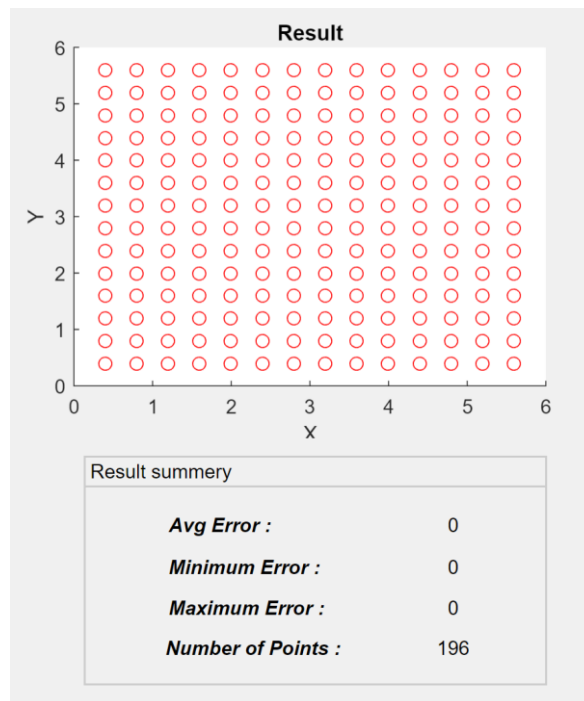 Result
6
5
4
3
2
1
0
Y
0 1 2 3 4 5 6
X
Result summery
Avg Error : 0
Minimum Error : 0
Maximum Error : 0
Number of Points : 196